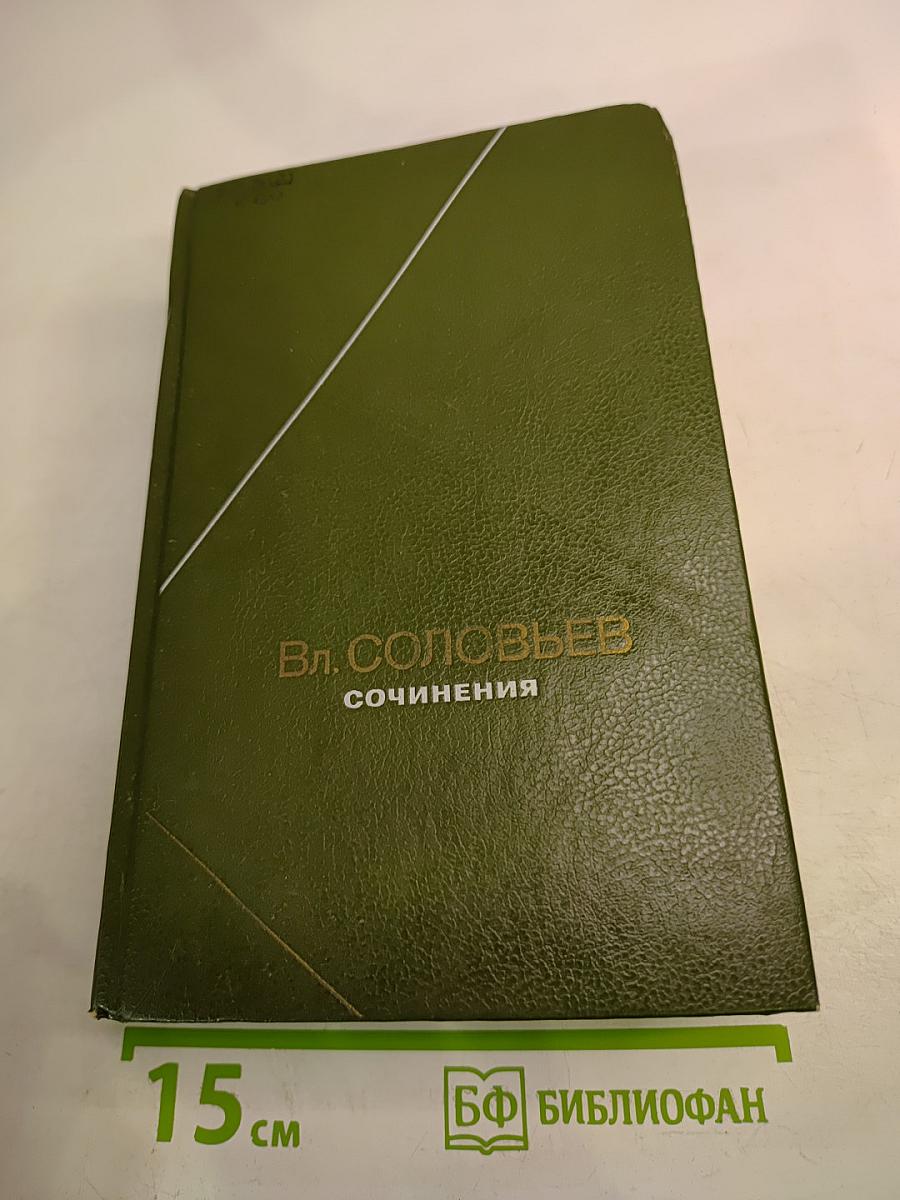 Вл. СОЛОВЬЕВ
СОЧИНЕНИЯ
15 см
БФ БИБЛИОФАН